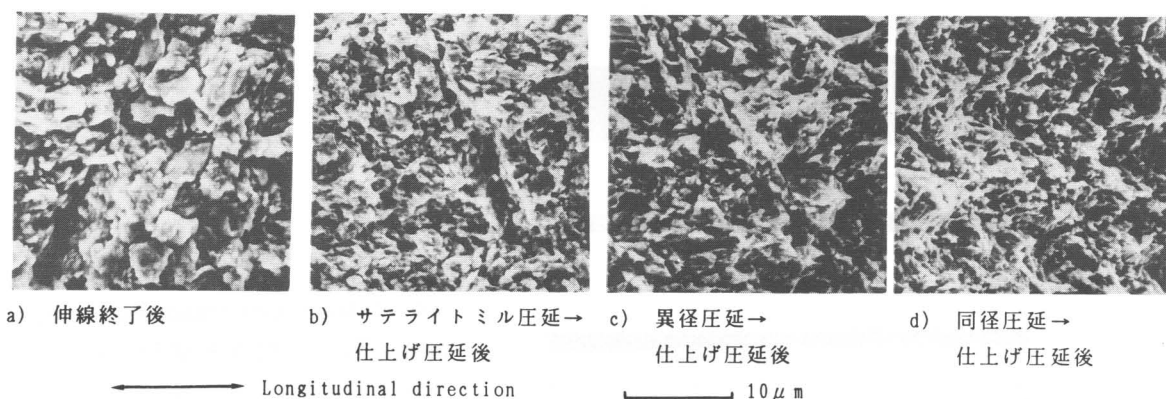 a) 伸線終了後
b) サテライトミル圧延→
仕上げ圧延後
c) 異径圧延→
仕上げ圧延後
d) 同径圧延→
仕上げ圧延後
Longitudinal direction
10μm